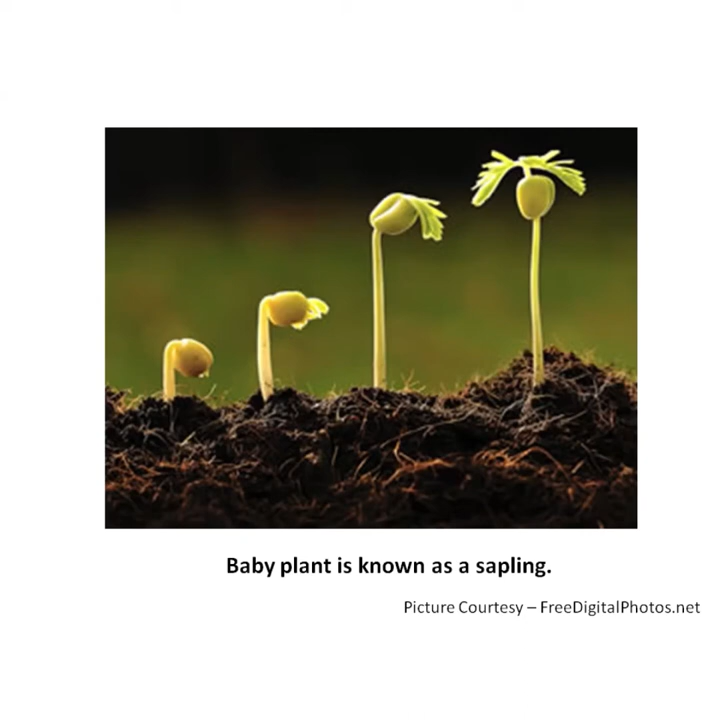 Baby plant is known as a sapling.
Picture Courtesy – FreeDigitalPhotos.net